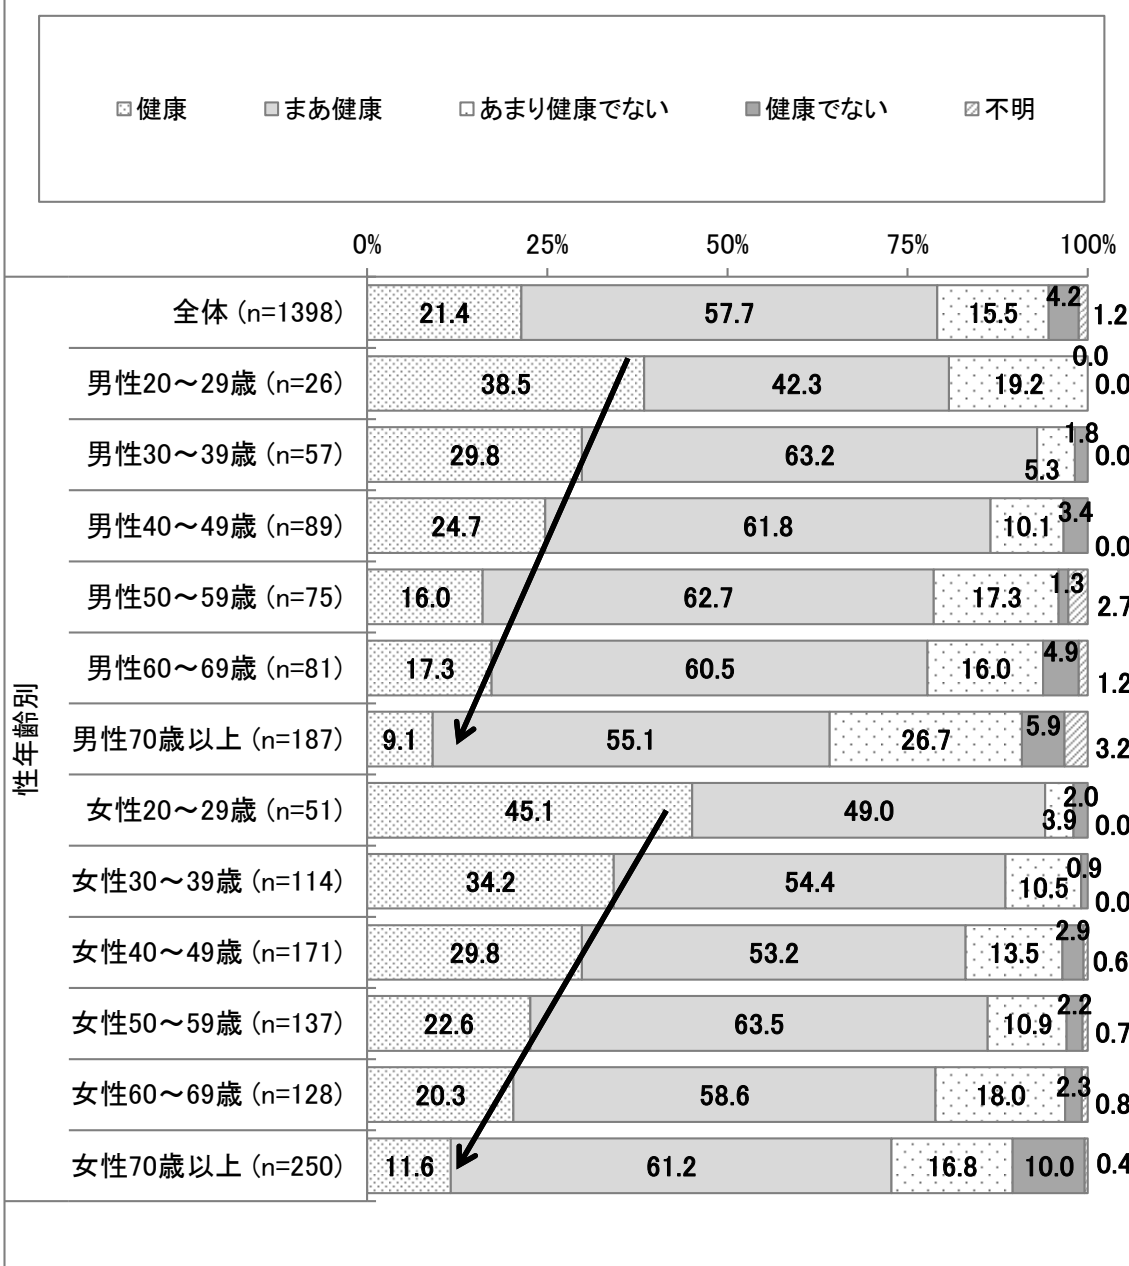 健康 まあ健康 あまり健康でない 健康でない 不明
0% 25% 50% 75% 100%
性年齢別
全体 (n=1398) 21.4 57.7 15.5 4.2 1.2
男性20～29歳 (n=26) 38.5 42.3 19.2 0.0 0.0
男性30～39歳 (n=57) 29.8 63.2 5.3 1.8 0.0
男性40～49歳 (n=89) 24.7 61.8 10.1 3.4 0.0
男性50～59歳 (n=75) 16.0 62.7 17.3 1.3 2.7
男性60～69歳 (n=81) 17.3 60.5 16.0 4.9 1.2
男性70歳以上 (n=187) 9.1 55.1 26.7 5.9 3.2
女性20～29歳 (n=51) 45.1 49.0 3.9 2.0 0.0
女性30～39歳 (n=114) 34.2 54.4 10.5 0.9 0.0
女性40～49歳 (n=171) 29.8 53.2 13.5 2.9 0.6
女性50～59歳 (n=137) 22.6 63.5 10.9 2.2 0.7
女性60～69歳 (n=128) 20.3 58.6 18.0 2.3 0.8
女性70歳以上 (n=250) 11.6 61.2 16.8 10.0 0.4